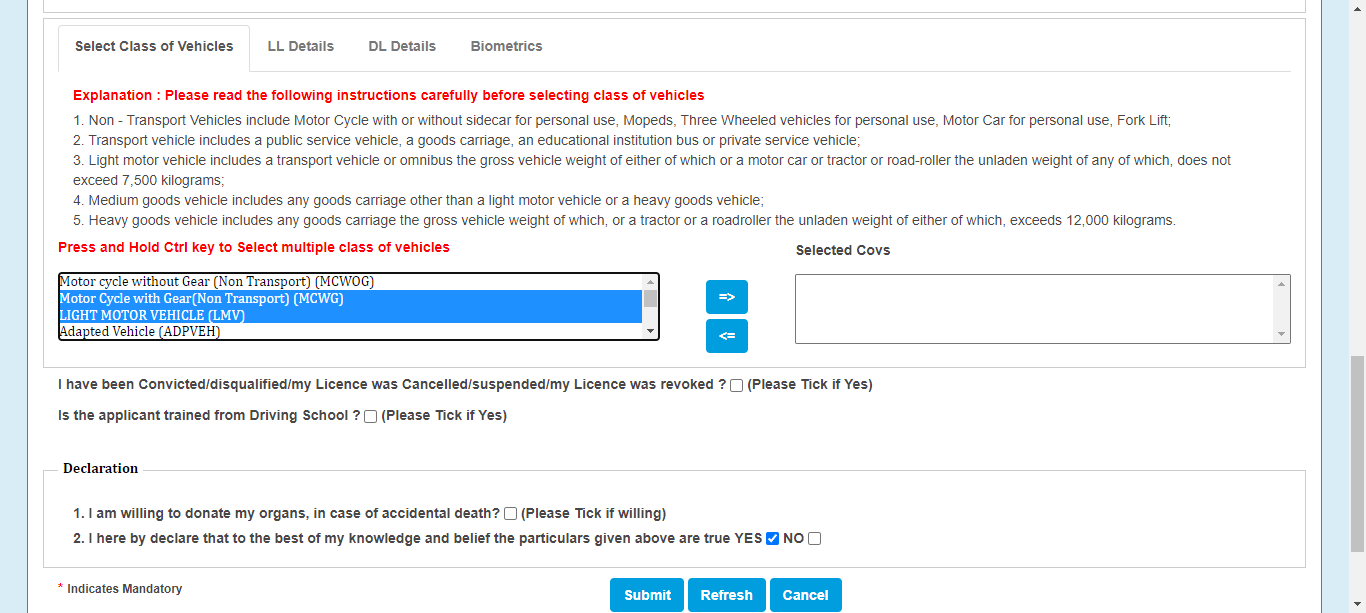 Select Class of Vehicles LL Details DL Details Biometrics
Explanation : Please read the following instructions carefully before selecting class of vehicles
1. Non - Transport Vehicles include Motor Cycle with or without sidecar for personal use, Mopeds, Three Wheeled vehicles for personal use, Motor Car for personal use, Fork Lift;
2. Transport vehicle includes a public service vehicle, a goods carriage, an educational institution bus or private service vehicle;
3. Light motor vehicle includes a transport vehicle or omnibus the gross vehicle weight of either of which or a motor car or tractor or road-roller the unladen weight of any of which, does not
exceed 7,500 kilograms;
4. Medium goods vehicle includes any goods carriage other than a light motor vehicle or a heavy goods vehicle;
5. Heavy goods vehicle includes any goods carriage the gross vehicle weight of which, or a tractor or a roadroller the unladen weight of either of which, exceeds 12,000 kilograms.
Press and Hold Ctrl key to Select multiple class of vehicles
Selected Covs
Motor cycle without Gear (Non Transport) (MCWOG)
Motor Cycle with Gear(Non Transport) (MCWG)
LIGHT MOTOR VEHICLE (LMV)
Adapted Vehicle (ADPVEH)
=>
<=
I have been Convicted/disqualified/my Licence was Cancelled/suspended/my Licence was revoked ? (Please Tick if Yes)
Is the applicant trained from Driving School ? (Please Tick if Yes)
Declaration
1. I am willing to donate my organs, in case of accidental death? (Please Tick if willing)
2. I here by declare that to the best of my knowledge and belief the particulars given above are true YES NO
* Indicates Mandatory
Submit Refresh Cancel